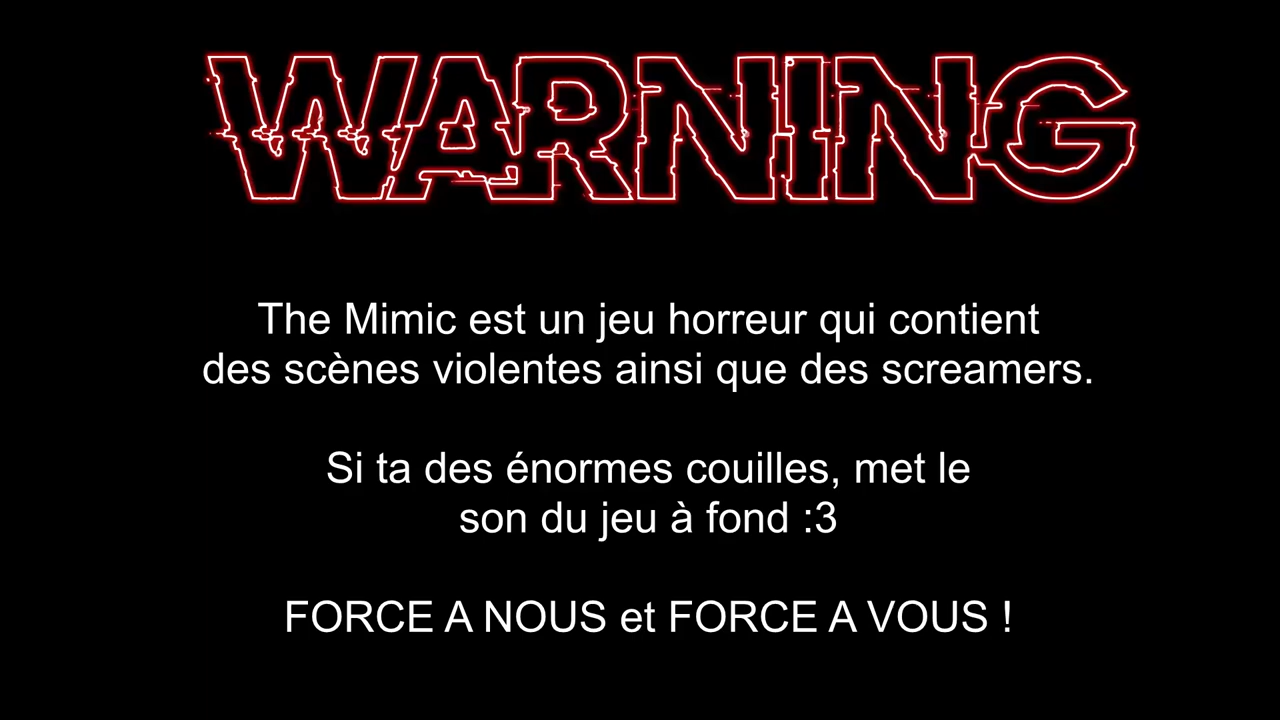 WARNING
The Mimic est un jeu horreur qui contient
des scènes violentes ainsi que des screamers.
Si ta des énormes couilles, met le
son du jeu à fond :3
FORCE A NOUS et FORCE A VOUS !